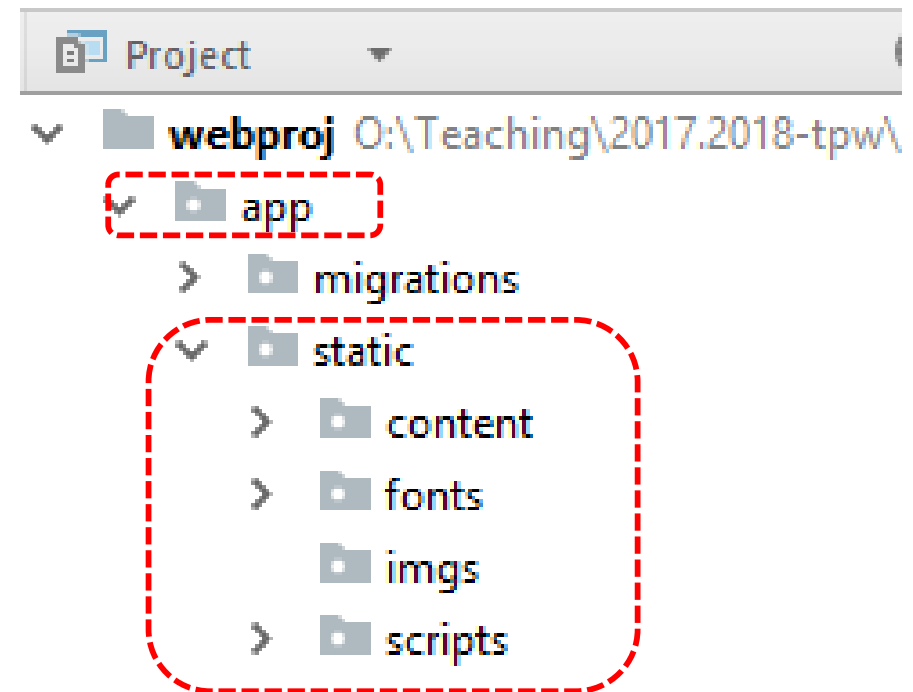 Project
webproj O:\Teaching\2017.2018-tpw\
app
migrations
static
content
fonts
imgs
scripts